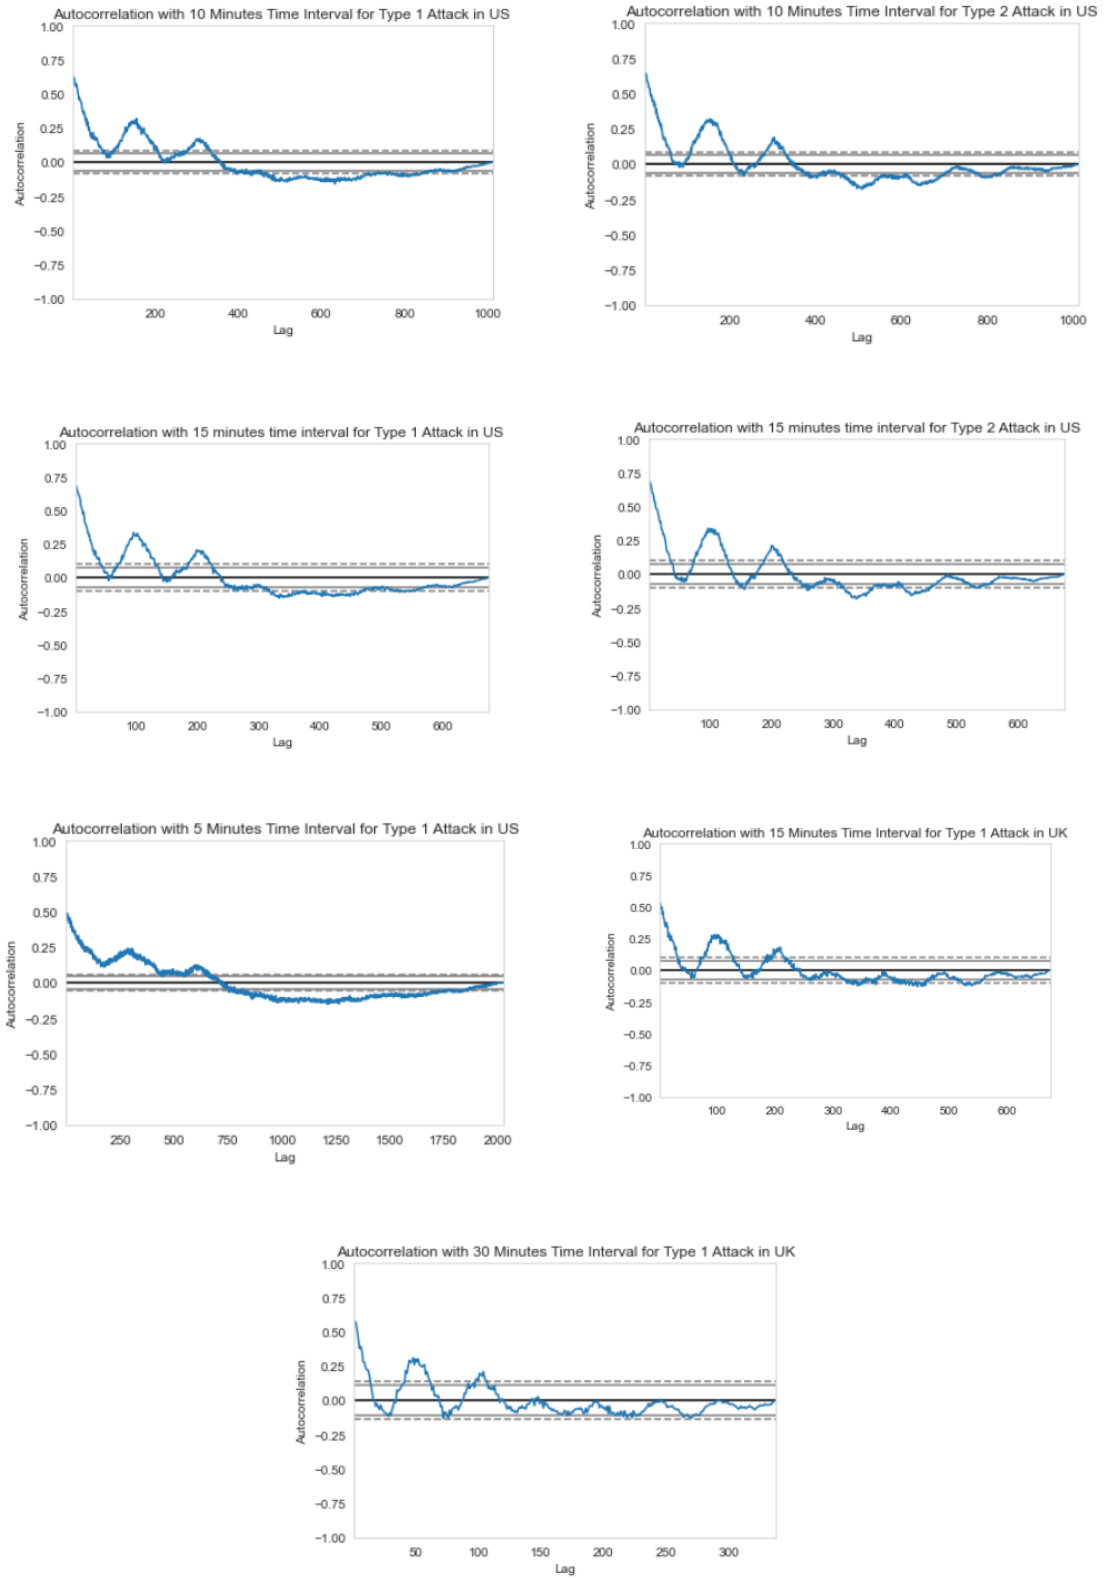 Autocorrelation with 10 Minutes Time Interval for Type 1 Attack in US
1.00
0.75
0.50
0.25
0.00
−0.25
−0.50
−0.75
−1.00
Autocorrelation
200 400 600 800 1000
Lag
Autocorrelation with 10 Minutes Time Interval for Type 2 Attack in US
1.00
0.75
0.50
0.25
0.00
−0.25
−0.50
−0.75
−1.00
Autocorrelation
200 400 600 800 1000
Lag
Autocorrelation with 15 minutes time interval for Type 1 Attack in US
1.00
0.75
0.50
0.25
0.00
−0.25
−0.50
−0.75
−1.00
Autocorrelation
100 200 300 400 500 600
Lag
Autocorrelation with 15 minutes time interval for Type 2 Attack in US
1.00
0.75
0.50
0.25
0.00
−0.25
−0.50
−0.75
−1.00
Autocorrelation
100 200 300 400 500 600
Lag
Autocorrelation with 5 Minutes Time Interval for Type 1 Attack in US
1.00
0.75
0.50
0.25
0.00
−0.25
−0.50
−0.75
−1.00
Autocorrelation
250 500 750 1000 1250 1500 1750 2000
Lag
Autocorrelation with 15 Minutes Time Interval for Type 1 Attack in UK
1.00
0.75
0.50
0.25
0.00
−0.25
−0.50
−0.75
−1.00
Autocorrelation
100 200 300 400 500 600
Lag
Autocorrelation with 30 Minutes Time Interval for Type 1 Attack in UK
1.00
0.75
0.50
0.25
0.00
−0.25
−0.50
−0.75
−1.00
Autocorrelation
50 100 150 200 250 300
Lag